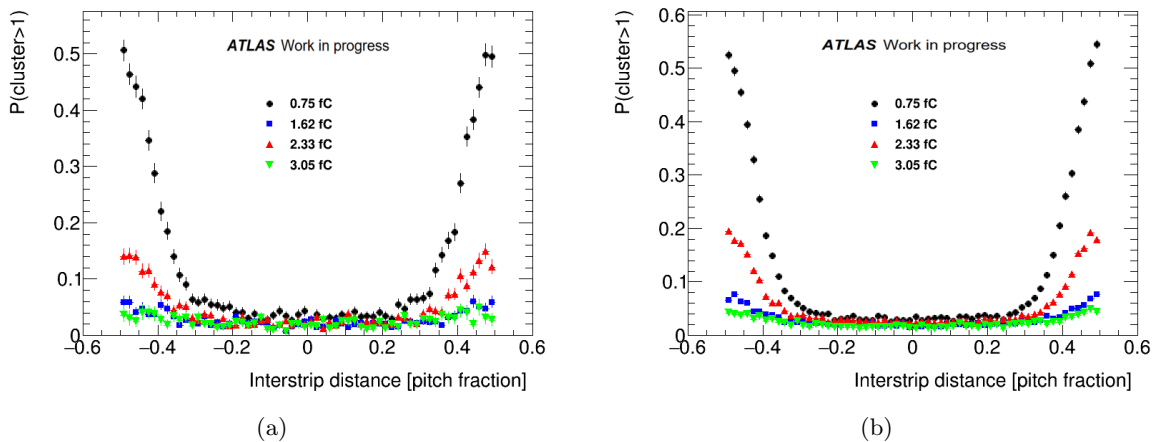 P(cluster>1)
0.5
0.4
0.3
0.2
0.1
0
ATLAS Work in progress
0.75 fC
1.62 fC
2.33 fC
3.05 fC
−0.6 −0.4 −0.2 0 0.2 0.4 0.6
Interstrip distance [pitch fraction]
(a)
P(cluster>1)
0.6
0.5
0.4
0.3
0.2
0.1
0
ATLAS Work in progress
0.75 fC
1.62 fC
2.33 fC
3.05 fC
−0.6 −0.4 −0.2 0 0.2 0.4 0.6
Interstrip distance [pitch fraction]
(b)